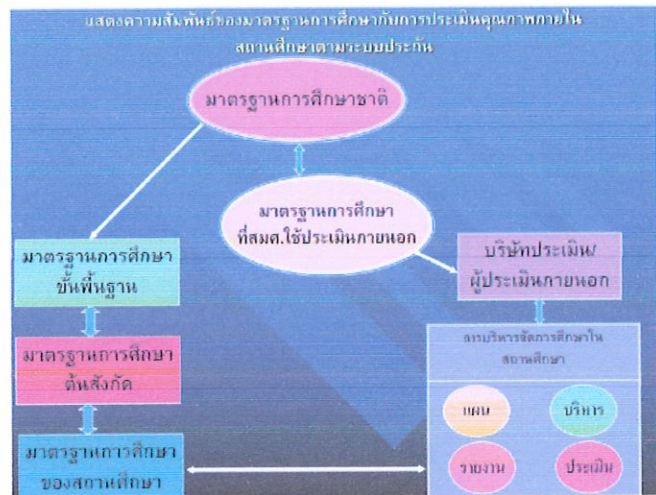 แสดงความสัมพันธ์ของมาตรฐานการศึกษากับการประเมินคุณภาพภายใน
สถานศึกษาตามระบบประกัน
มาตรฐานการศึกษาชาติ
มาตรฐานการศึกษา
ที่สมศ.ใช้ประเมินภายนอก
มาตรฐานการศึกษา
ขั้นพื้นฐาน
บริษัทประเมิน/
ผู้ประเมินภายนอก
มาตรฐานการศึกษา
ต้นสังกัด
การบริหารจัดการศึกษาใน
สถานศึกษา
แผน
บริหาร
รายงาน
ประเมิน
มาตรฐานการศึกษา
ของสถานศึกษา